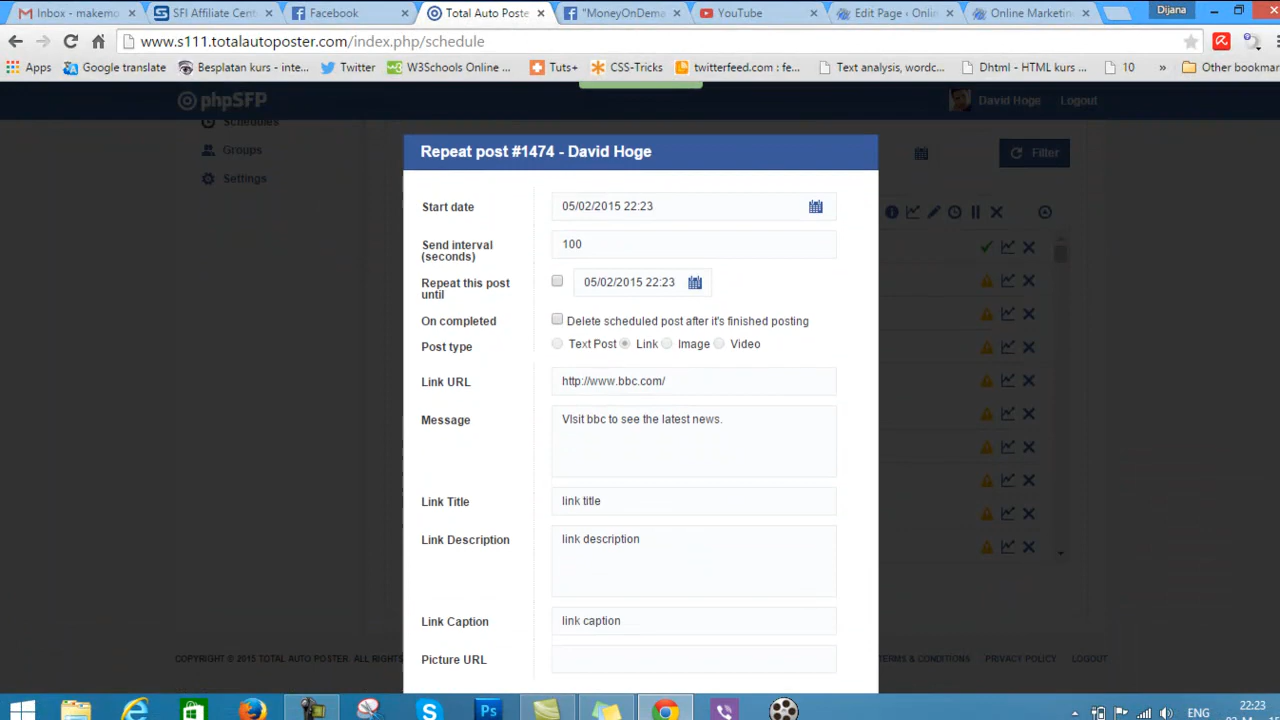 Inbox - makemo
SFI Affiliate Cent
Facebook
Total Auto Poste
"MoneyOnDema
YouTube
Edit Page ‹ Onlin
Online Marketin
Dijana
www.s111.totalautoposter.com/index.php/schedule
Apps
Google translate
Besplatan kurs - inte...
Twitter
W3Schools Online ...
Tuts+
CSS-Tricks
twitterfeed.com : fe...
Text analysis, wordc...
Dhtml - HTML kurs ...
10
»
Other bookmar
phpSFP
David Hoge
Logout
Schedules
Groups
Settings
Filter
Repeat post #1474 - David Hoge
Start date
05/02/2015 22:23
Send interval
(seconds)
100
Repeat this post
until
05/02/2015 22:23
On completed
Delete scheduled post after it's finished posting
Post type
Text Post
Link
Image
Video
Link URL
http://www.bbc.com/
Message
VIsit bbc to see the latest news.
Link Title
link title
Link Description
link description
Link Caption
link caption
Picture URL
COPYRIGHT © 2015 TOTAL AUTO POSTER. ALL RIGHTS
TERMS & CONDITIONS
PRIVACY POLICY
LOGOUT
ENG
22:23